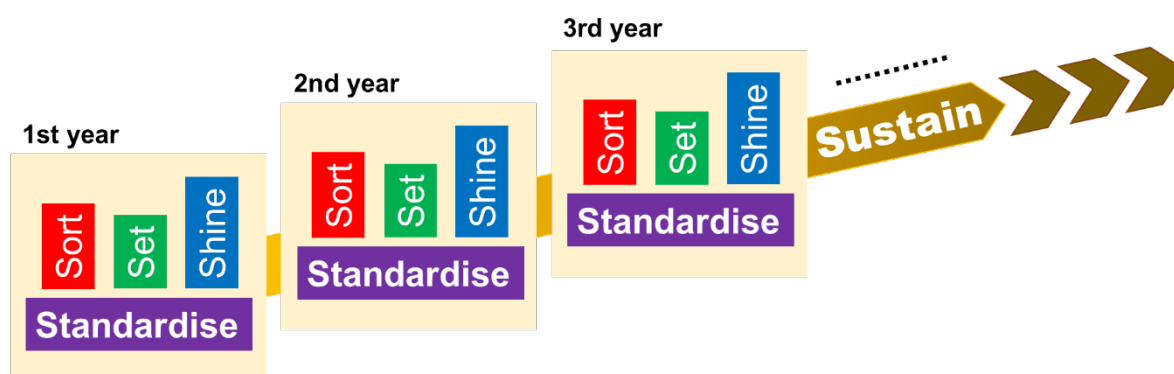 1st year
Sort
Set
Shine
Standardise
2nd year
Sort
Set
Shine
Standardise
3rd year
Sort
Set
Shine
Standardise
Sustain